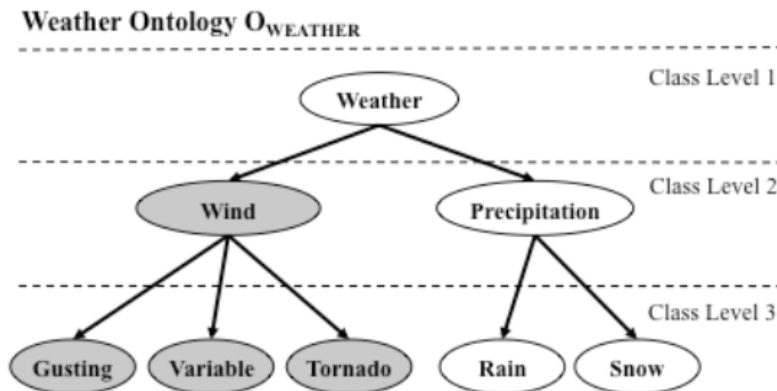 Weather Ontology OWEATHER
Class Level 1
Weather
Class Level 2
Wind Precipitation
Class Level 3
Gusting Variable Tornado Rain Snow